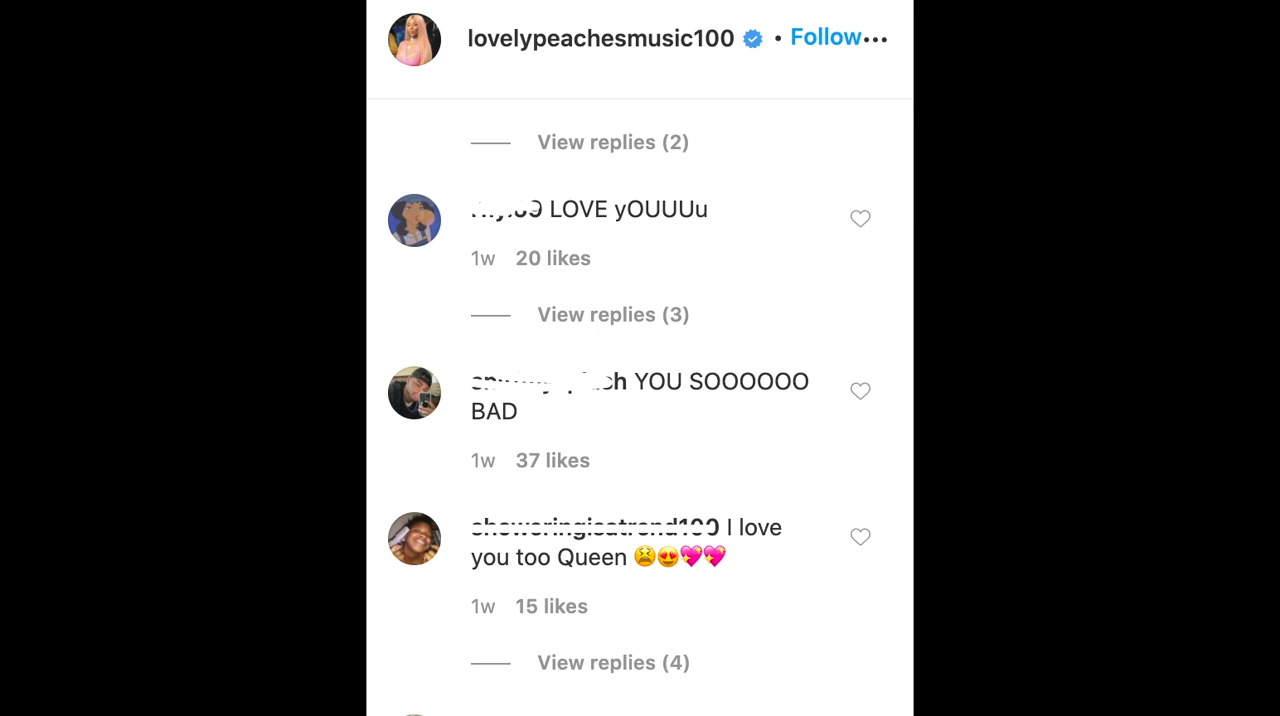 lovelypeachesmusic100 • Follow •••
View replies (2)
LOVE yOUUUu
1w 20 likes
View replies (3)
YOU SOOOOOO
BAD
1w 37 likes
showeringisatrend100 I love
you too Queen 😫😍💖💖
1w 15 likes
View replies (4)